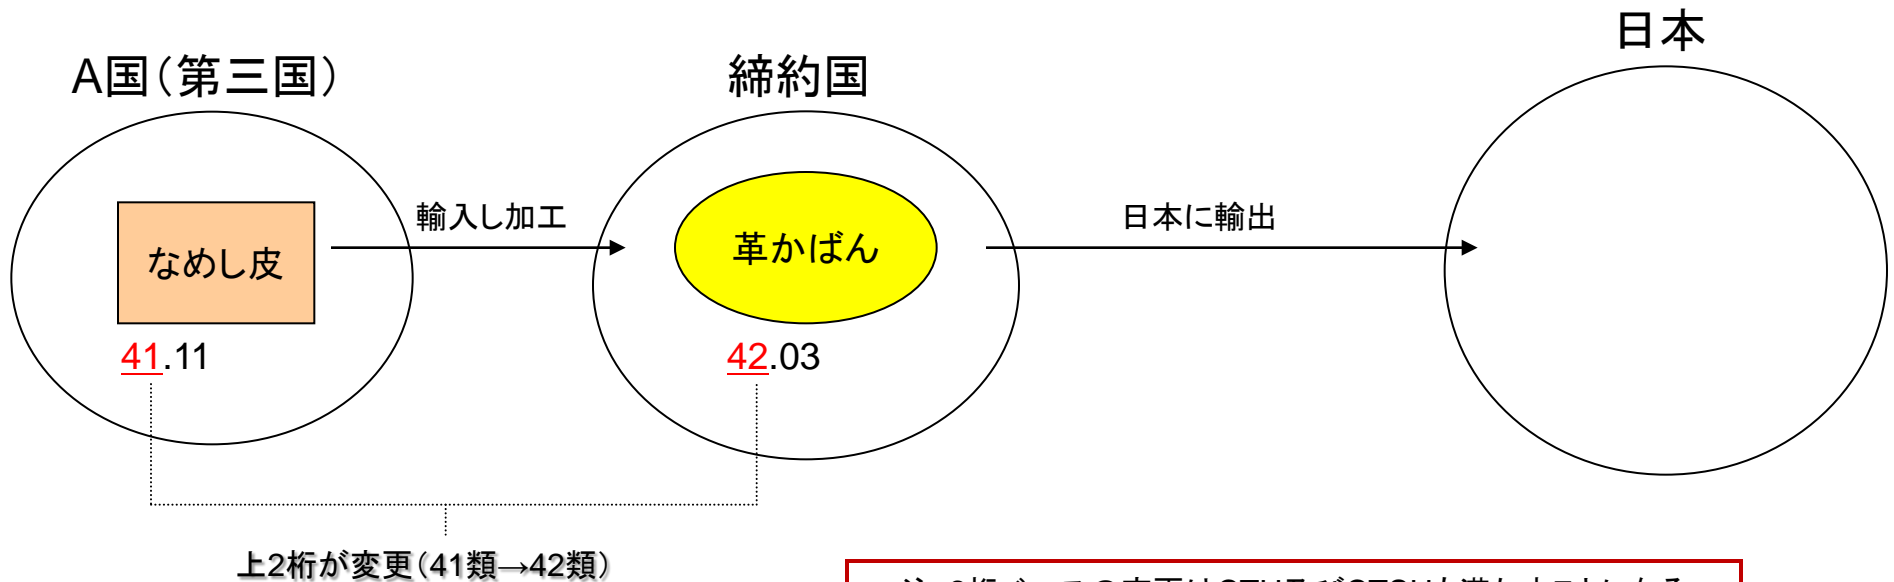 A国（第三国）
締約国
日本
なめし皮
輸入し加工
革かばん
日本に輸出
41.11
42.03
上2桁が変更（41類→42類）